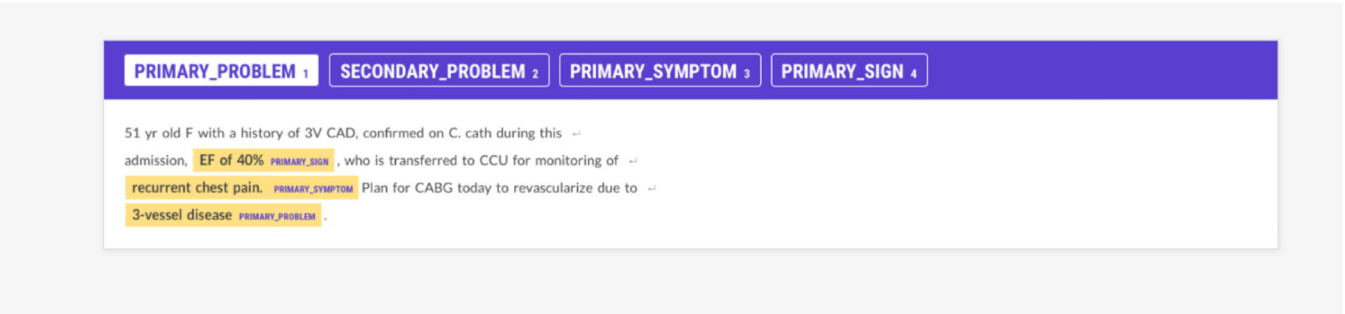 PRIMARY_PROBLEM 1 SECONDARY_PROBLEM 2 PRIMARY_SYMPTOM 3 PRIMARY_SIGN 4
51 yr old F with a history of 3V CAD, confirmed on C. cath during this ↵
admission, EF of 40% PRIMARY_SIGN , who is transferred to CCU for monitoring of ↵
recurrent chest pain. PRIMARY_SYMPTOM Plan for CABG today to revascularize due to ↵
3-vessel disease PRIMARY_PROBLEM .